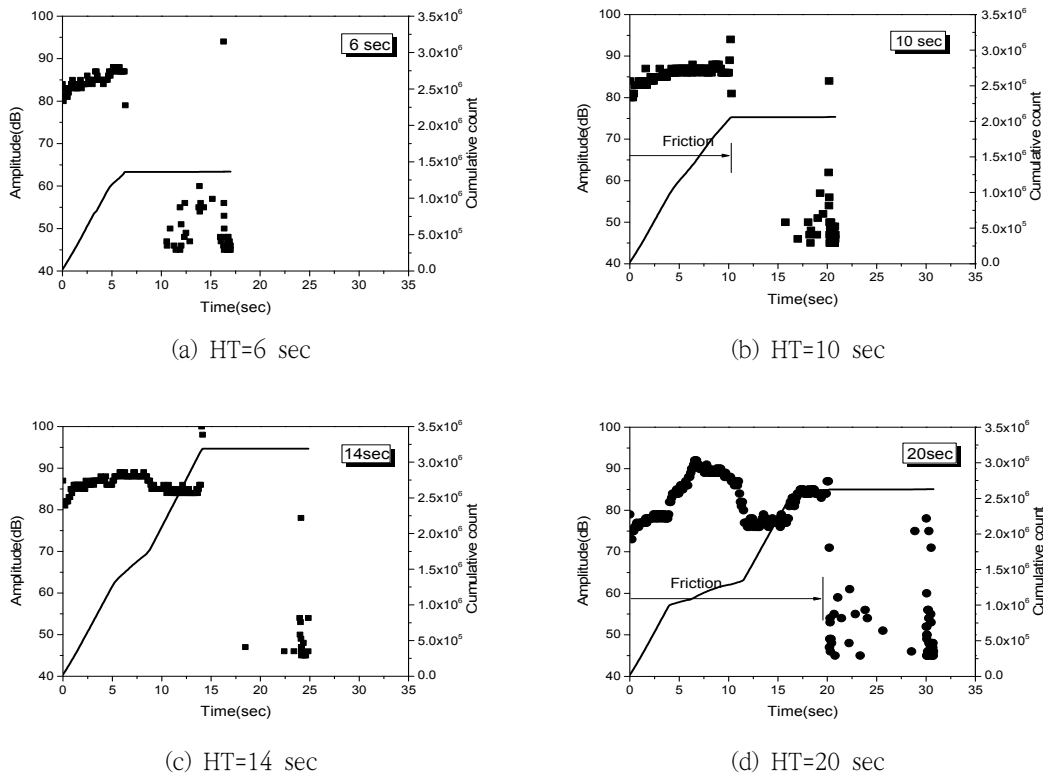 100
90
80
70
60
50
40
Amplitude(dB)
0 5 10 15 20 25 30 35
Time(sec)
3.5x10⁶
3.0x10⁶
2.5x10⁶
2.0x10⁶
1.5x10⁶
1.0x10⁶
5.0x10⁵
0.0
Cumulative count
6 sec
(a) HT=6 sec
100
90
80
70
60
50
40
Amplitude(dB)
0 5 10 15 20 25 30 35
Time(sec)
3.5x10⁶
3.0x10⁶
2.5x10⁶
2.0x10⁶
1.5x10⁶
1.0x10⁶
5.0x10⁵
0.0
Cumulative count
10 sec
Friction
(b) HT=10 sec
100
90
80
70
60
50
40
Amplitude(dB)
0 5 10 15 20 25 30 35
Time(sec)
3.5x10⁶
3.0x10⁶
2.5x10⁶
2.0x10⁶
1.5x10⁶
1.0x10⁶
5.0x10⁵
0.0
Cumulative count
14sec
(c) HT=14 sec
100
90
80
70
60
50
40
Amplitude(dB)
0 5 10 15 20 25 30 35
Time(sec)
3.5x10⁶
3.0x10⁶
2.5x10⁶
2.0x10⁶
1.5x10⁶
1.0x10⁶
5.0x10⁵
0.0
Cumulative count
20sec
Friction
(d) HT=20 sec